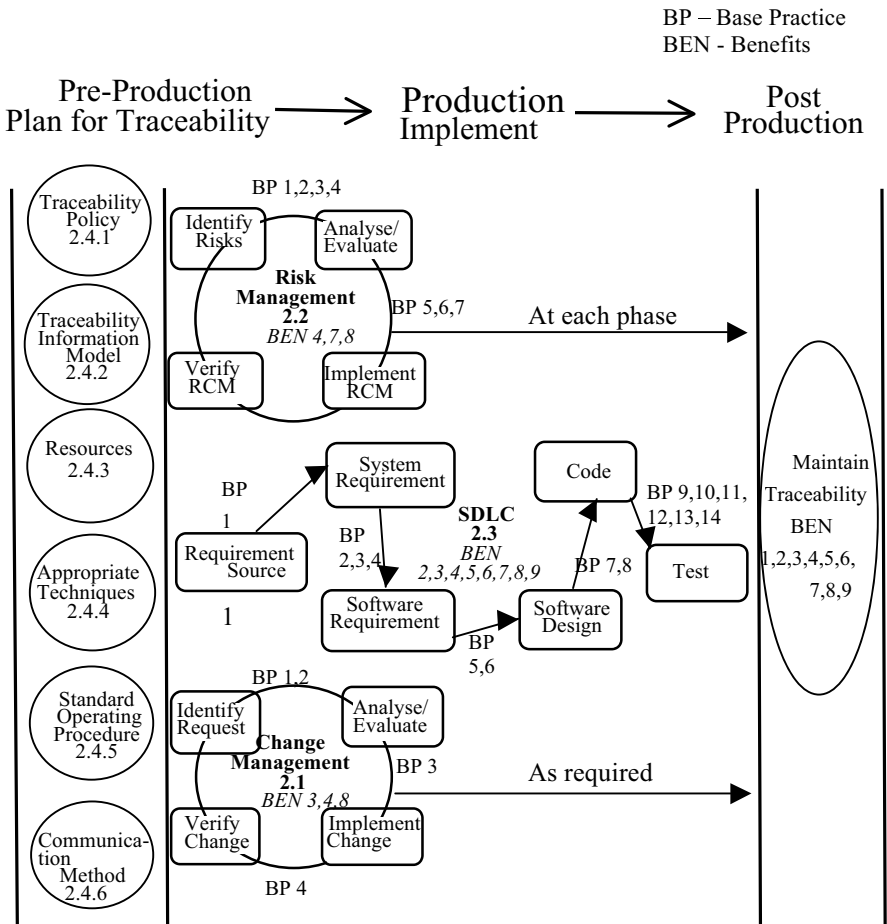 BP – Base Practice
BEN - Benefits
Pre-Production
Plan for Traceability
Production
Implement
Post
Production
Traceability
Policy
2.4.1
Traceability
Information
Model
2.4.2
Resources
2.4.3
Appropriate
Techniques
2.4.4
Standard
Operating
Procedure
2.4.5
Communica-
tion
Method
2.4.6
BP 1,2,3,4
Identify
Risks
Analyse/
Evaluate
Risk
Management
2.2
BEN 4,7,8
BP 5,6,7
At each phase
Verify
RCM
Implement
RCM
System
Requirement
BP
1
Requirement
Source
1
BP
2,3,4
SDLC
2.3
BEN
2,3,4,5,6,7,8,9
Software
Requirement
BP
5,6
Software
Design
BP 7,8
Code
BP 9,10,11,
12,13,14
Test
BP 1,2
Identify
Request
Analyse/
Evaluate
Change
Management
2.1
BEN 3,4,8
BP 3
As required
Verify
Change
Implement
Change
BP 4
Maintain
Traceability
BEN
1,2,3,4,5,6,
7,8,9